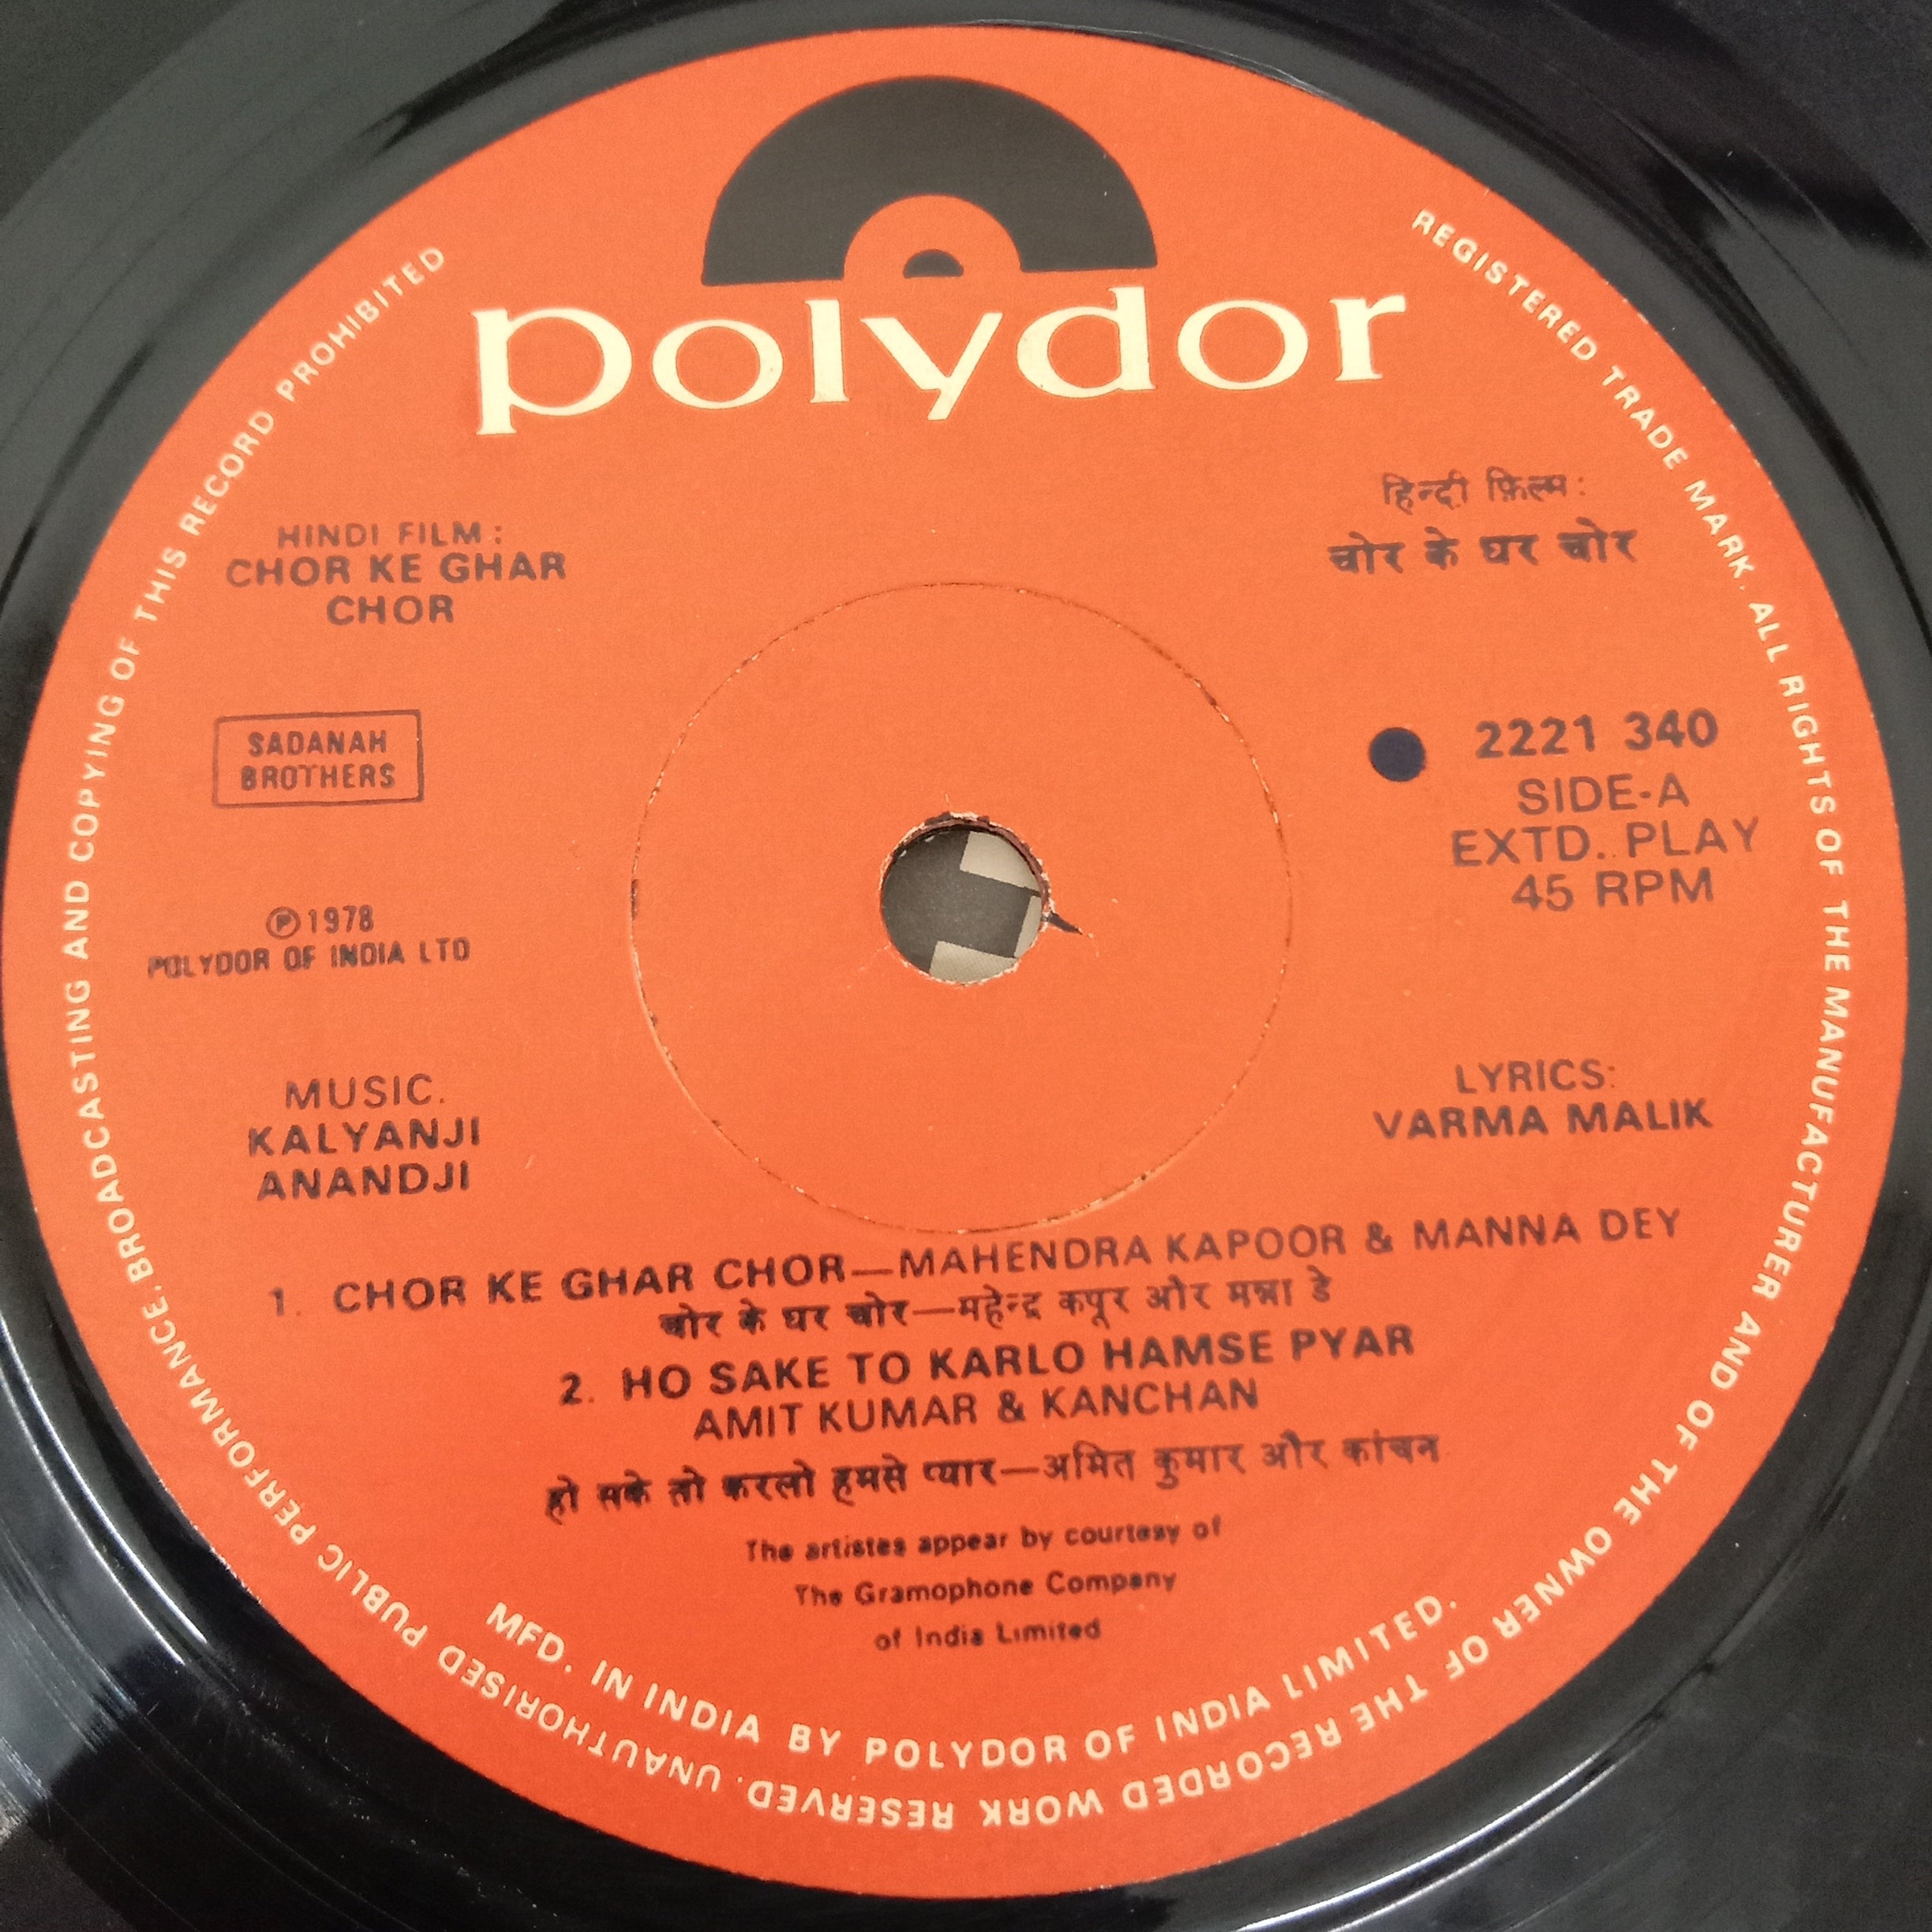 polydor
HINDI FILM :
CHOR KE GHAR
CHOR
हिन्दी फ़िल्म :
चोर के घर चोर
SADANAH
BROTHERS
2221 340
SIDE-A
EXTD.. PLAY
45 RPM
℗ 1978
POLYDOR OF INDIA LTD
MUSIC.
KALYANJI
ANANDJI
LYRICS:
VARMA MALIK
1. CHOR KE GHAR CHOR—MAHENDRA KAPOOR & MANNA DEY
चोर के घर चोर—महेन्द्र कपूर और मन्ना डे
2. HO SAKE TO KARLO HAMSE PYAR
AMIT KUMAR & KANCHAN
हो सके तो करलो हमसे प्यार—अमित कुमार और कांचन
The artistes appear by courtesy of
The Gramophone Company
of India Limited
MFD. IN INDIA BY POLYDOR OF INDIA LIMITED.
REGISTERED TRADE MARK. ALL RIGHTS OF THE MANUFACTURER AND OF THE OWNER OF THE RECORDED WORK RESERVED. UNAUTHORISED PUBLIC PERFORMANCE. BROADCASTING AND COPYING OF THIS RECORD PROHIBITED